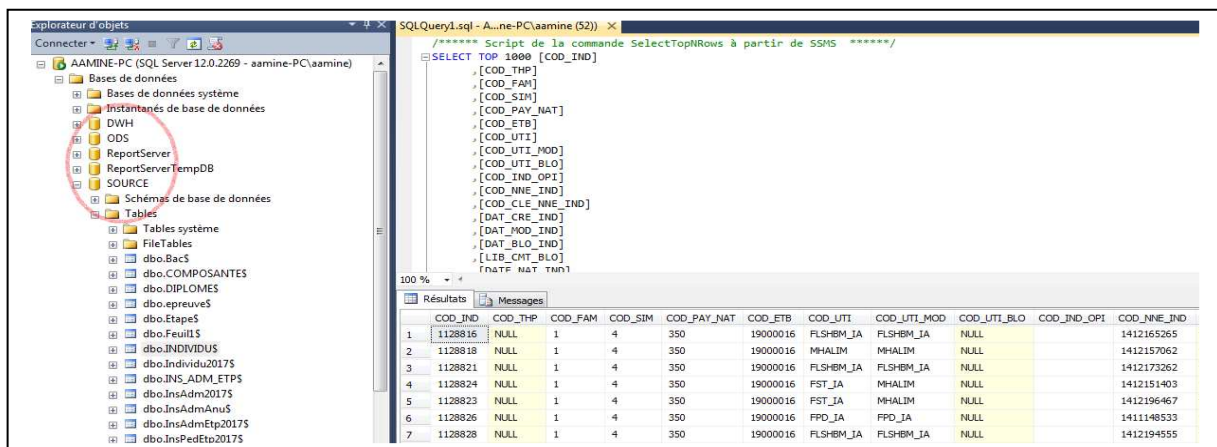 Explorateur d'objets
Connecter
AAMINE-PC (SQL Server 12.0.2269 - aamine-PC\aamine)
Bases de données
Bases de données système
Instantanés de base de données
DWH
ODS
ReportServer
ReportServerTempDB
SOURCE
Schémas de base de données
Tables
Tables système
FileTables
dbo.Bac$
dbo.COMPOSANTE$
dbo.DIPLOME$
dbo.epreuve$
dbo.Etape$
dbo.Feuil1$
dbo.INDIVIDU$
dbo.Individu2017$
dbo.INS_ADM_ETP$
dbo.InsAdm2017$
dbo.InsAdmAnu$
dbo.InsAdmEtp2017$
dbo.InsPedEtp2017$
SQLQuery1.sql - A...ne-PC\aamine (52))
/****** Script de la commande SelectTopNRows à partir de SSMS ******/
SELECT TOP 1000 [COD_IND]
,[COD_THP]
,[COD_FAM]
,[COD_SIM]
,[COD_PAY_NAT]
,[COD_ETB]
,[COD_UTI]
,[COD_UTI_MOD]
,[COD_UTI_BLO]
,[COD_IND_OPI]
,[COD_NNE_IND]
,[COD_CLE_NNE_IND]
,[DAT_CRE_IND]
,[DAT_MOD_IND]
,[DAT_BLO_IND]
,[LIB_CMT_BLO]
,[DATE_NAI_IND]
100 %
Résultats Messages
COD_IND COD_THP COD_FAM COD_SIM COD_PAY_NAT COD_ETB COD_UTI COD_UTI_MOD COD_UTI_BLO COD_IND_OPI COD_NNE_IND
1 1128816 NULL 1 4 350 19000016 FLSHBM_IA FLSHBM_IA NULL 1412165265
2 1128818 NULL 1 4 350 19000016 MHALIM MHALIM NULL 1412157062
3 1128821 NULL 1 4 350 19000016 FLSHBM_IA FLSHBM_IA NULL 1412173262
4 1128824 NULL 1 4 350 19000016 FST_IA MHALIM NULL 1412151403
5 1128823 NULL 1 4 350 19000016 FST_IA MHALIM NULL 1412196467
6 1128826 NULL 1 4 350 19000016 FPD_IA FPD_IA NULL 1411148533
7 1128828 NULL 1 4 350 19000016 FLSHBM_IA FLSHBM_IA NULL 1412194555